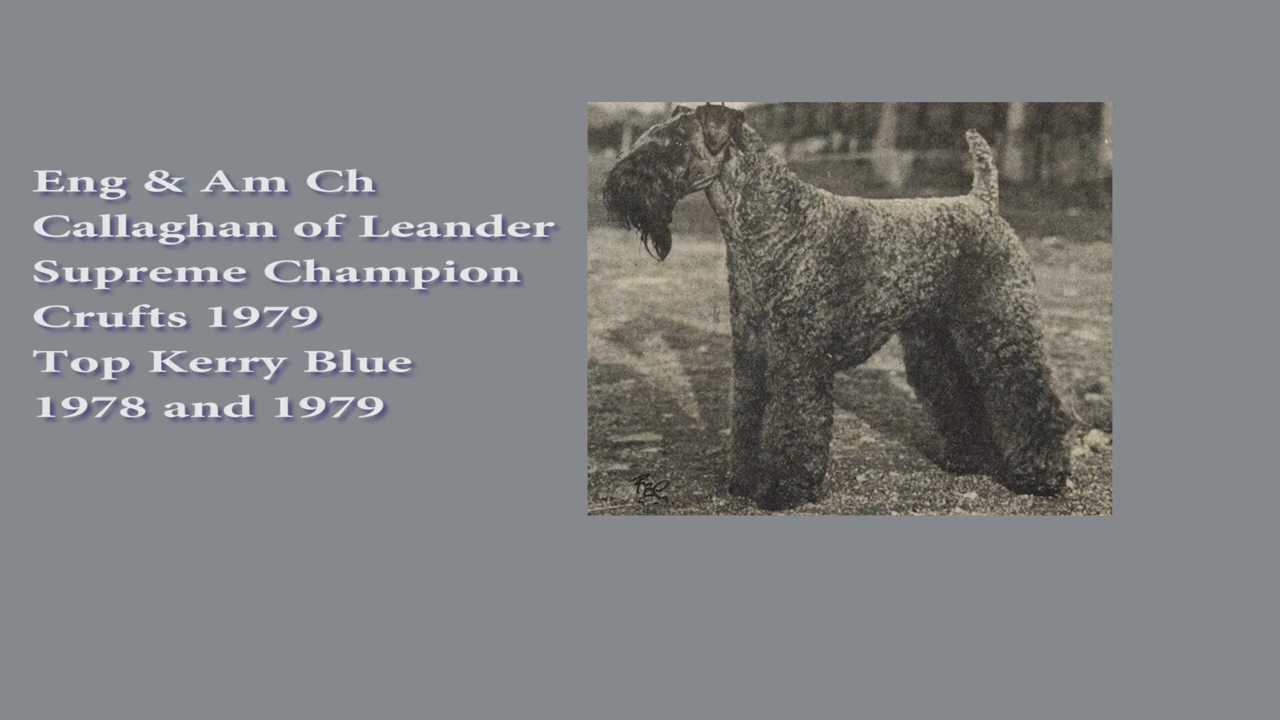 Eng & Am Ch
Callaghan of Leander
Supreme Champion
Crufts 1979
Top Kerry Blue
1978 and 1979